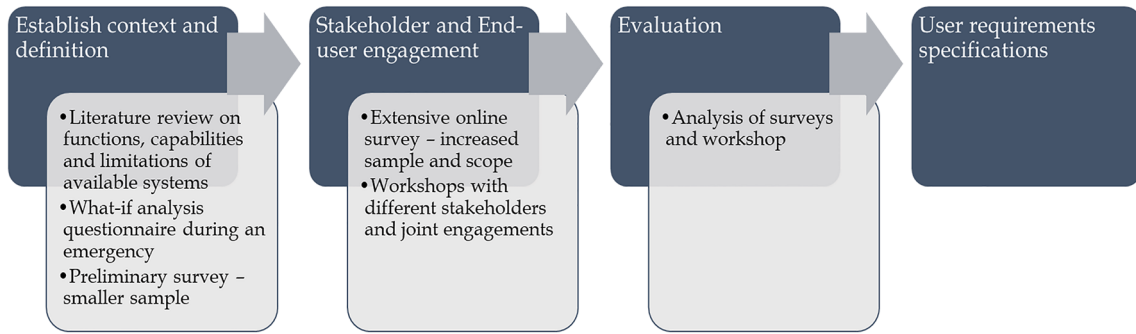 Establish context and
definition
•Literature review on
functions, capabilities
and limitations of
available systems
•What-if analysis
questionnaire during an
emergency
•Preliminary survey –
smaller sample
Stakeholder and End-
user engagement
•Extensive online
survey – increased
sample and scope
•Workshops with
different stakeholders
and joint engagements
Evaluation
•Analysis of surveys
and workshop
User requirements
specifications